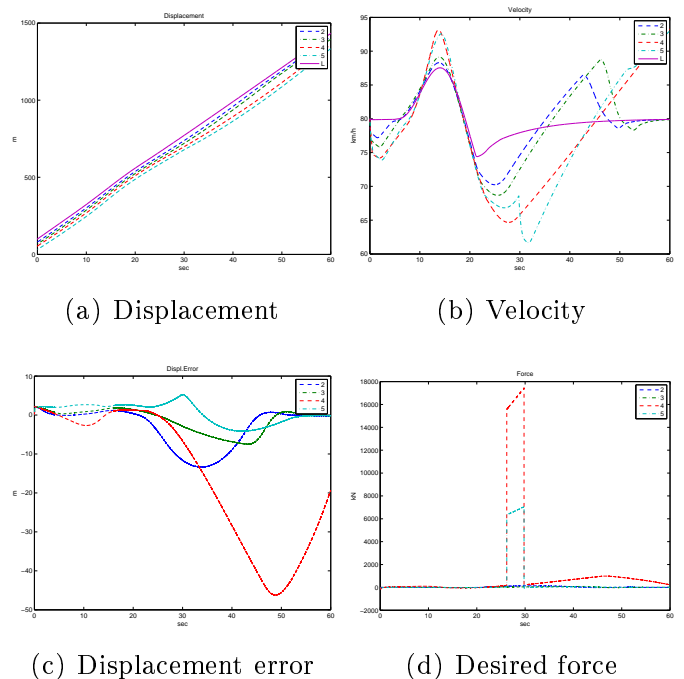 Displacement
1500
1000
500
0
m
0 10 20 30 40 50 60
sec
2
3
4
5
L
(a) Displacement
Velocity
95
90
85
80
75
70
65
60
km/h
0 10 20 30 40 50 60
sec
2
3
4
5
L
(b) Velocity
Displ.Error
10
0
−10
−20
−30
−40
−50
m
0 10 20 30 40 50 60
sec
2
3
4
5
(c) Displacement error
Force
18000
16000
14000
12000
10000
8000
6000
4000
2000
0
−2000
kN
0 10 20 30 40 50 60
sec
2
3
4
5
(d) Desired force